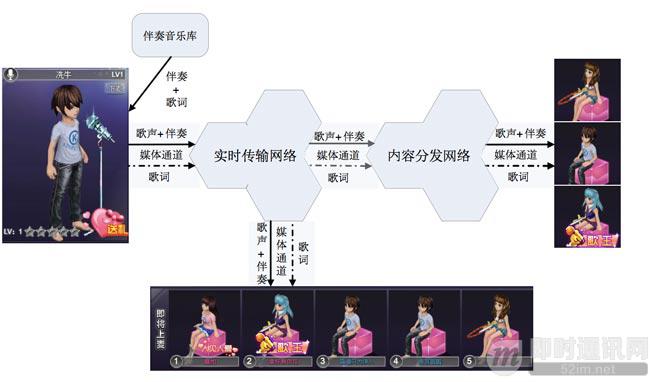 伴奏音乐库
冼牛
LV1
下麦
伴奏
+
歌词
歌声+伴奏
媒体通道
歌词
实时传输网络
歌声+伴奏
媒体通道
歌词
内容分发网络
歌声+伴奏
媒体通道
歌词
歌王
LV: 1
送礼
歌声+伴奏
媒体通道
歌词
即将上麦
歌王
1
2
3
4
5
即时通讯网
52im.net